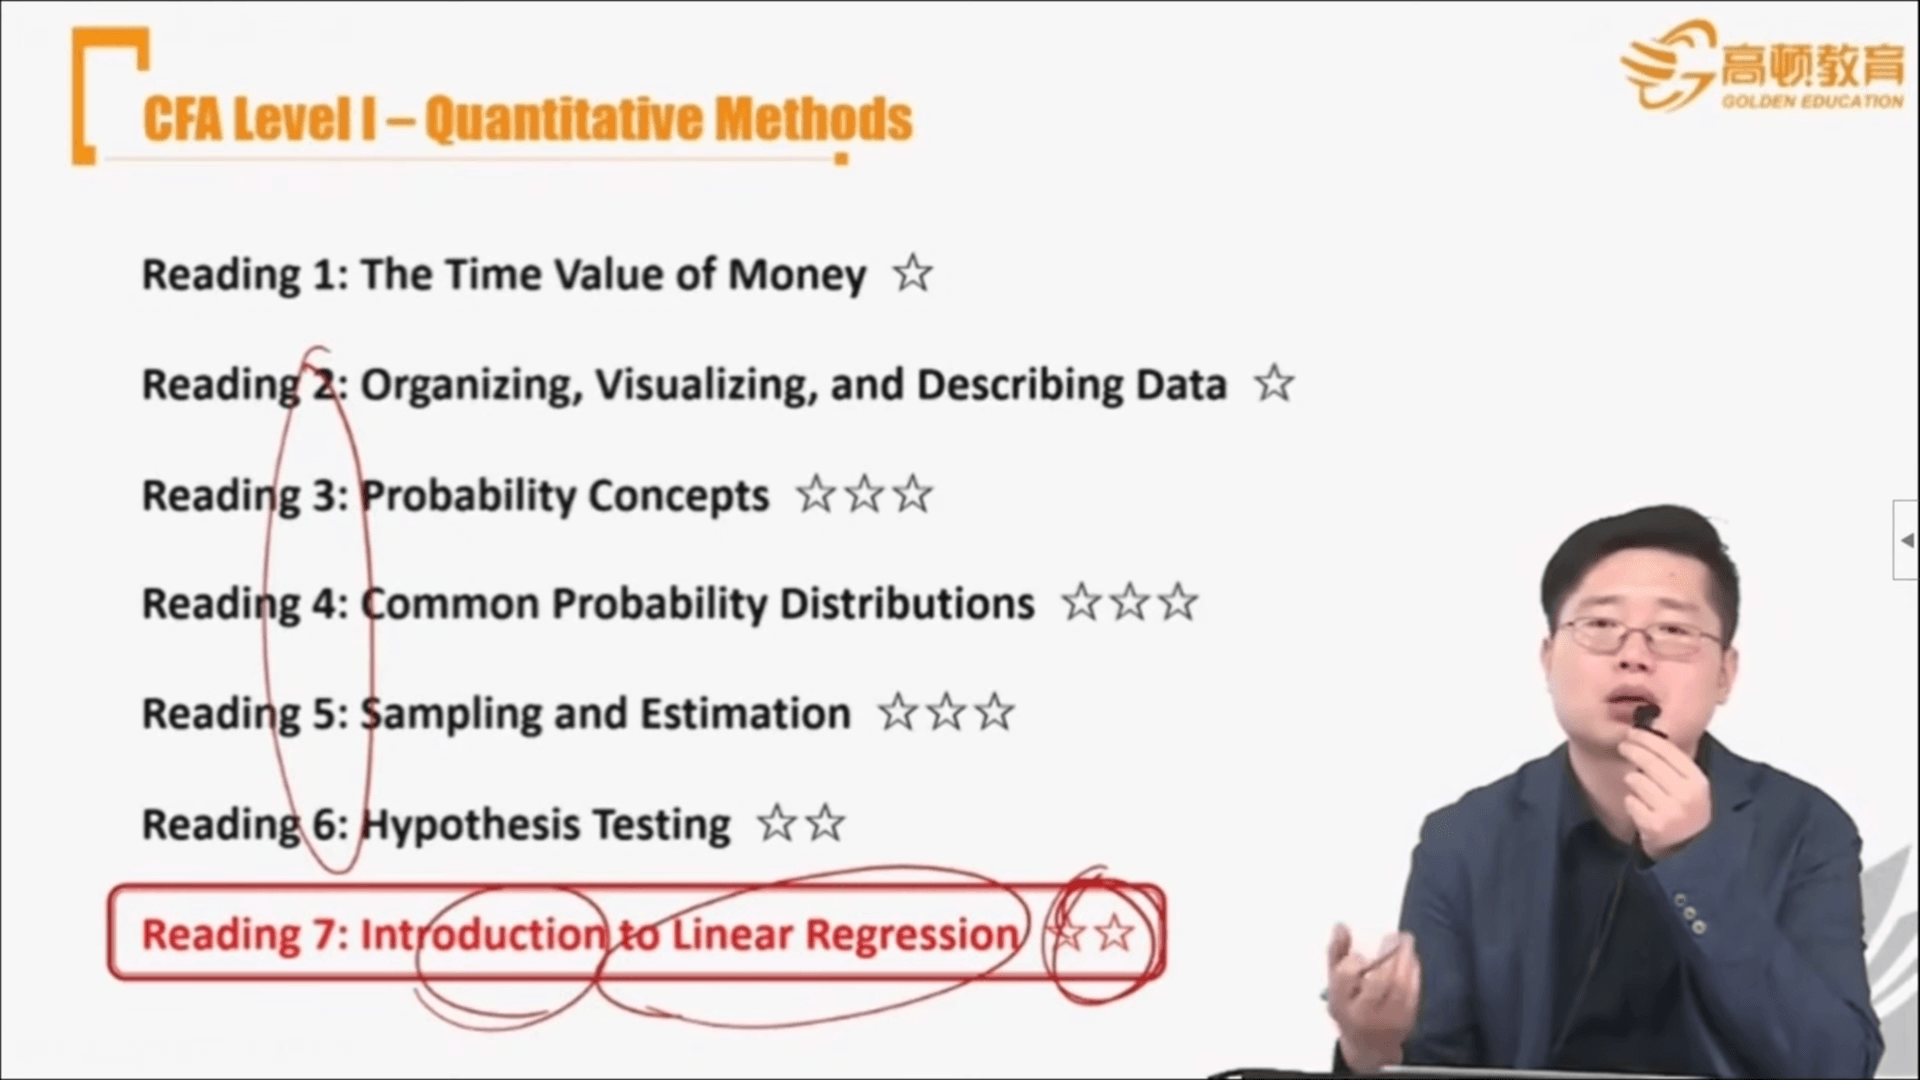 CFA Level I – Quantitative Methods
高顿教育
GOLDEN EDUCATION
Reading 1: The Time Value of Money ☆
Reading 2: Organizing, Visualizing, and Describing Data ☆
Reading 3: Probability Concepts ☆☆☆
Reading 4: Common Probability Distributions ☆☆☆
Reading 5: Sampling and Estimation ☆☆☆
Reading 6: Hypothesis Testing ☆☆
Reading 7: Introduction to Linear Regression ☆☆